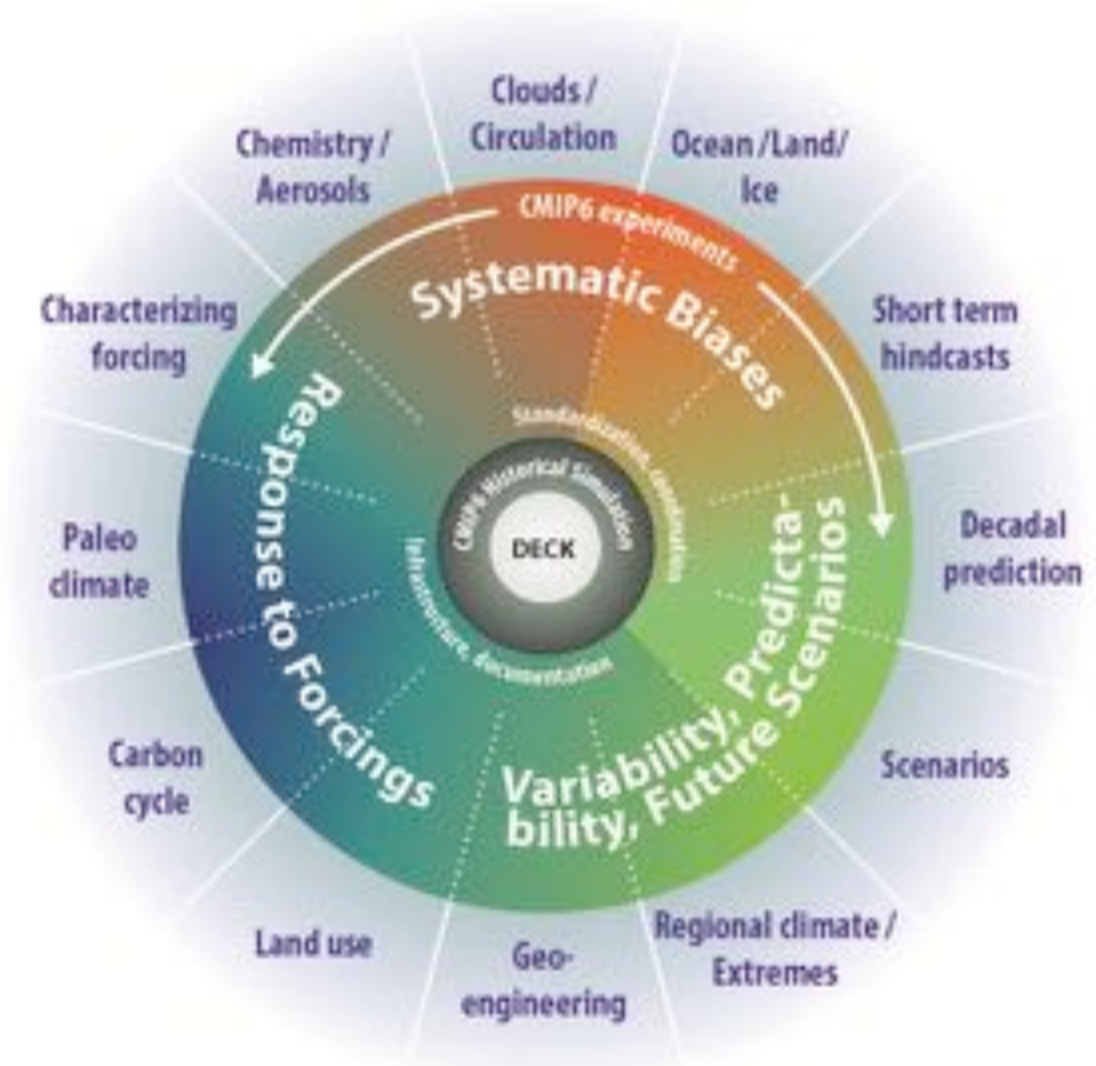 Clouds /
Circulation
Ocean /Land/
Ice
Short term
hindcasts
Decadal
prediction
Scenarios
Regional climate /
Extremes
Geo-
engineering
Land use
Carbon
cycle
Paleo
climate
Characterizing
forcing
Chemistry /
Aerosols
CMIP6 experiments
Systematic Biases
Variability, Predicta-
bility, Future Scenarios
Response to Forcings
Standardization, coordination,
infrastructure, documentation
CMIP6 Historical Simulation
DECK